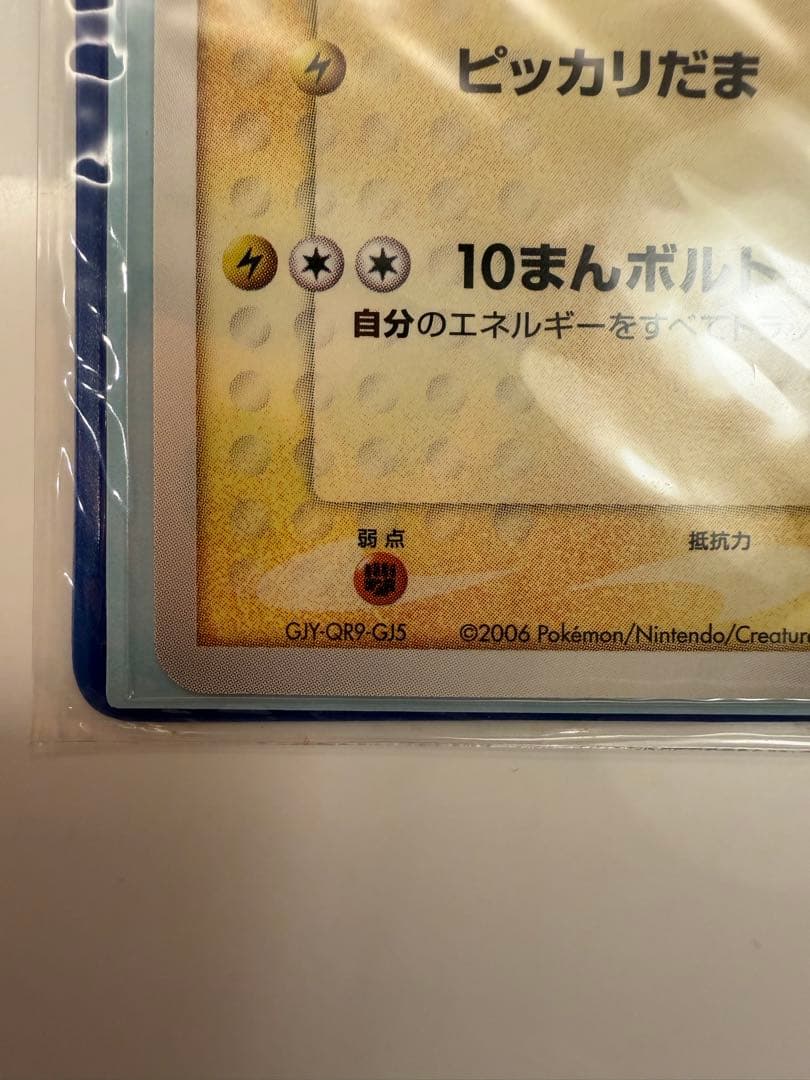 ピッカリだま
10まんボルト
自分のエネルギーをすべてトラ
弱点
抵抗力
GJY-QR9-GJ5
©2006 Pokémon/Nintendo/Creature